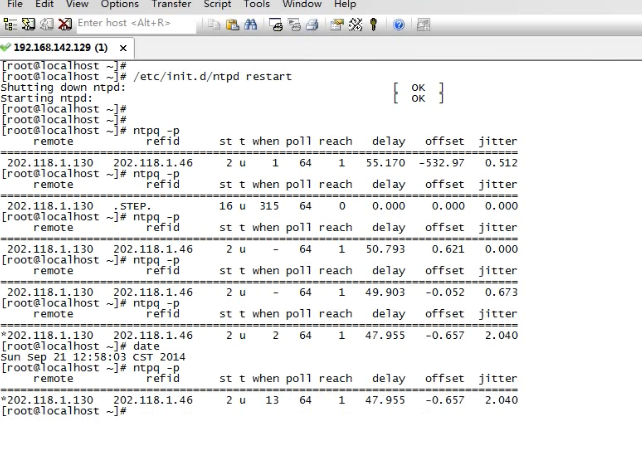 File Edit View Options Transfer Script Tools Window Help
Enter host <Alt+R>
192.168.142.129 (1) ×
[root@localhost ~]#
[root@localhost ~]# /etc/init.d/ntpd restart
Shutting down ntpd: [ OK ]
Starting ntpd: [ OK ]
[root@localhost ~]#
[root@localhost ~]#
[root@localhost ~]# ntpq -p
remote refid st t when poll reach delay offset jitter
==============================================================================
202.118.1.130 202.118.1.46 2 u 1 64 1 55.170 -532.97 0.512
[root@localhost ~]# ntpq -p
remote refid st t when poll reach delay offset jitter
==============================================================================
202.118.1.130 .STEP. 16 u 315 64 0 0.000 0.000 0.000
[root@localhost ~]# ntpq -p
remote refid st t when poll reach delay offset jitter
==============================================================================
202.118.1.130 202.118.1.46 2 u - 64 1 50.793 0.621 0.000
[root@localhost ~]# ntpq -p
remote refid st t when poll reach delay offset jitter
==============================================================================
202.118.1.130 202.118.1.46 2 u - 64 1 49.903 -0.052 0.673
[root@localhost ~]# ntpq -p
remote refid st t when poll reach delay offset jitter
==============================================================================
*202.118.1.130 202.118.1.46 2 u 2 64 1 47.955 -0.657 2.040
[root@localhost ~]# date
Sun Sep 21 12:58:03 CST 2014
[root@localhost ~]# ntpq -p
remote refid st t when poll reach delay offset jitter
==============================================================================
*202.118.1.130 202.118.1.46 2 u 13 64 1 47.955 -0.657 2.040
[root@localhost ~]#